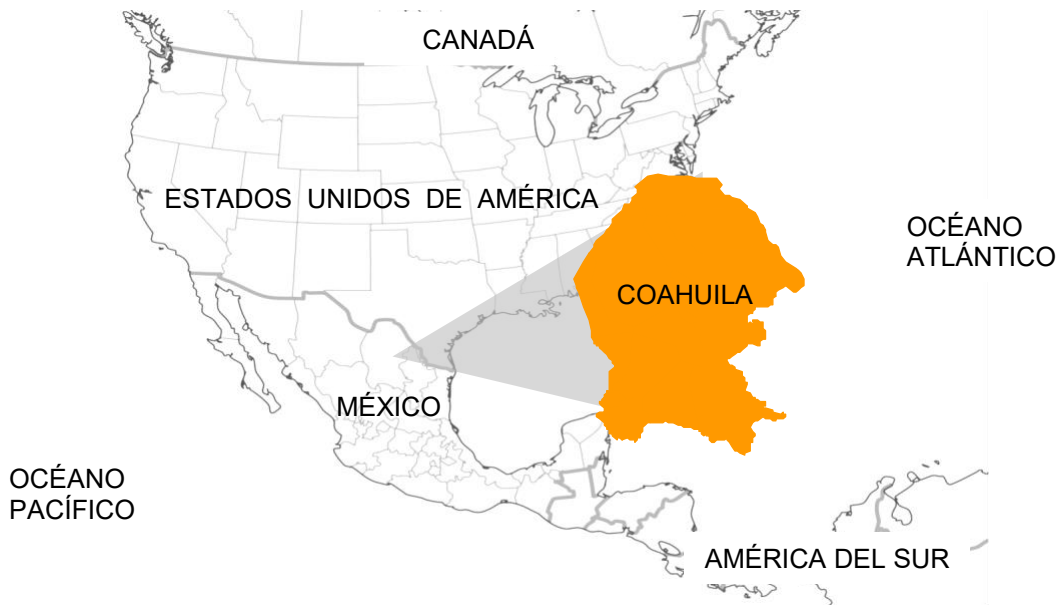 CANADÁ
ESTADOS UNIDOS DE AMÉRICA
OCÉANO
ATLÁNTICO
COAHUILA
MÉXICO
OCÉANO
PACÍFICO
AMÉRICA DEL SUR